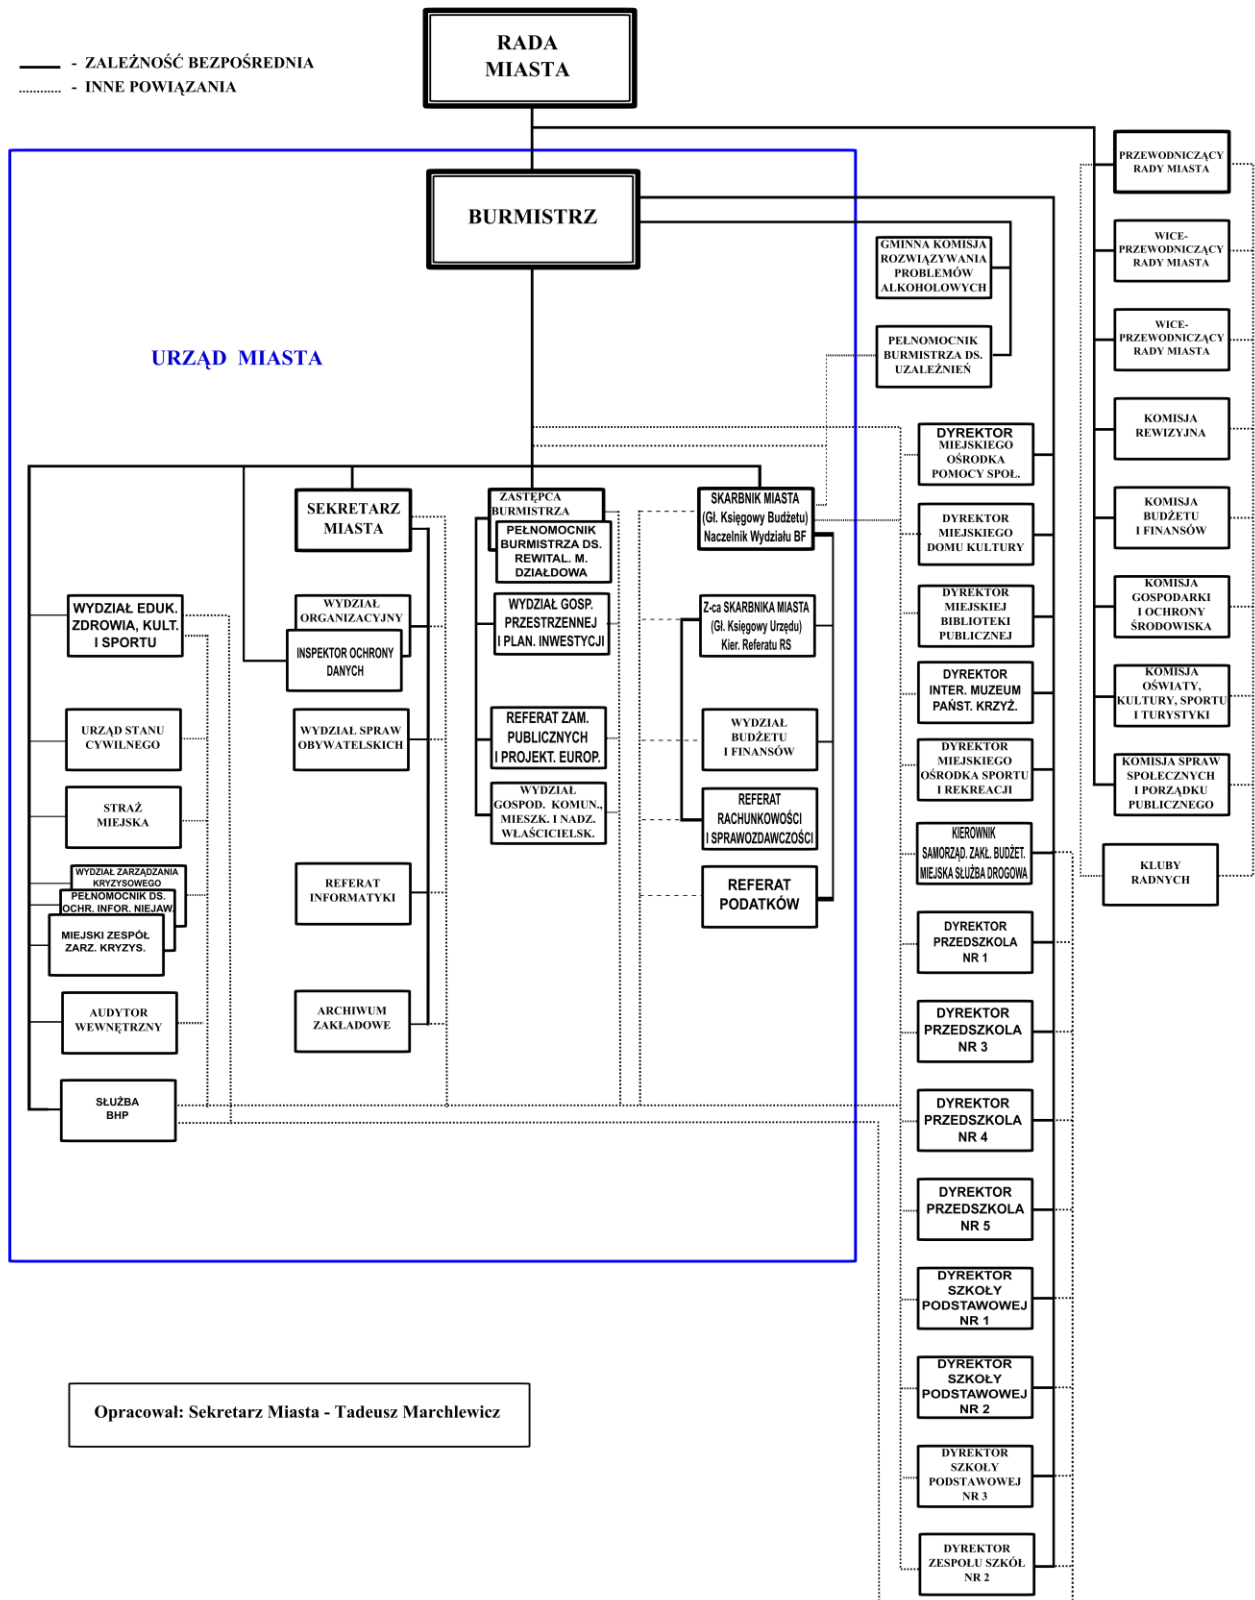 RADA
MIASTA
- ZALEŻNOŚĆ BEZPOŚREDNIA
- INNE POWIĄZANIA
BURMISTRZ
URZĄD MIASTA
GMINNA KOMISJA
ROZWIĄZYWANIA
PROBLEMÓW
ALKOHOLOWYCH
PEŁNOMOCNIK
BURMISTRZA DS.
UZALEŻNIEŃ
PRZEWODNICZĄCY
RADY MIASTA
WICE-
PRZEWODNICZĄCY
RADY MIASTA
WICE-
PRZEWODNICZĄCY
RADY MIASTA
KOMISJA
REWIZYJNA
KOMISJA
BUDŻETU
I FINANSÓW
KOMISJA
GOSPODARKI
I OCHRONY
ŚRODOWISKA
KOMISJA
OŚWIATY,
KULTURY, SPORTU
I TURYSTYKI
KOMISJA SPRAW
SPOŁECZNYCH
I PORZĄDKU
PUBLICZNEGO
KLUBY
RADNYCH
WYDZIAŁ EDUK.
ZDROWIA, KULT.
I SPORTU
URZĄD STANU
CYWILNEGO
STRAŻ
MIEJSKA
WYDZIAŁ ZARZĄDZANIA
KRYZYSOWEGO
PEŁNOMOCNIK DS.
OCHR. INFOR. NIEJAW.
MIEJSKI ZESPÓŁ
ZARZ. KRYZYS.
AUDYTOR
WEWNĘTRZNY
SŁUŻBA
BHP
SEKRETARZ
MIASTA
WYDZIAŁ
ORGANIZACYJNY
INSPEKTOR OCHRONY
DANYCH
WYDZIAŁ SPRAW
OBYWATELSKICH
REFERAT
INFORMATYKI
ARCHIWUM
ZAKŁADOWE
ZASTĘPCA
BURMISTRZA
PEŁNOMOCNIK
BURMISTRZA DS.
REWITAL. M.
DZIAŁDOWA
WYDZIAŁ GOSP.
PRZESTRZENNEJ
I PLAN. INWESTYCJI
REFERAT ZAM.
PUBLICZNYCH
I PROJEKT. EUROP.
WYDZIAŁ
GOSPOD. KOMUN.,
MIESZK. I NADZ.
WŁAŚCICIELSK.
SKARBNIK MIASTA
(Gł. Księgowy Budżetu)
Naczelnik Wydziału BF
Z-ca SKARBNIKA MIASTA
(Gł. Księgowy Urzędu)
Kier. Referatu RS
WYDZIAŁ
BUDŻETU
I FINANSÓW
REFERAT
RACHUNKOWOŚCI
I SPRAWOZDAWCZOŚCI
REFERAT
PODATKÓW
DYREKTOR
MIEJSKIEGO
OŚRODKA
POMOCY SPOŁ.
DYREKTOR
MIEJSKIEGO
DOMU KULTURY
DYREKTOR
MIEJSKIEJ
BIBLIOTEKI
PUBLICZNEJ
DYREKTOR
INTER. MUZEUM
PAŃST. KRZYŻ.
DYREKTOR
MIEJSKIEGO
OŚRODKA SPORTU
I REKREACJI
KIEROWNIK
SAMORZĄD. ZAKŁ. BUDŻET.
MIEJSKA SŁUŻBA DROGOWA
DYREKTOR
PRZEDSZKOLA
NR 1
DYREKTOR
PRZEDSZKOLA
NR 3
DYREKTOR
PRZEDSZKOLA
NR 4
DYREKTOR
PRZEDSZKOLA
NR 5
DYREKTOR
SZKOŁY
PODSTAWOWEJ
NR 1
DYREKTOR
SZKOŁY
PODSTAWOWEJ
NR 2
DYREKTOR
SZKOŁY
PODSTAWOWEJ
NR 3
DYREKTOR
ZESPOŁU SZKÓŁ
NR 2
Opracował: Sekretarz Miasta - Tadeusz Marchlewicz